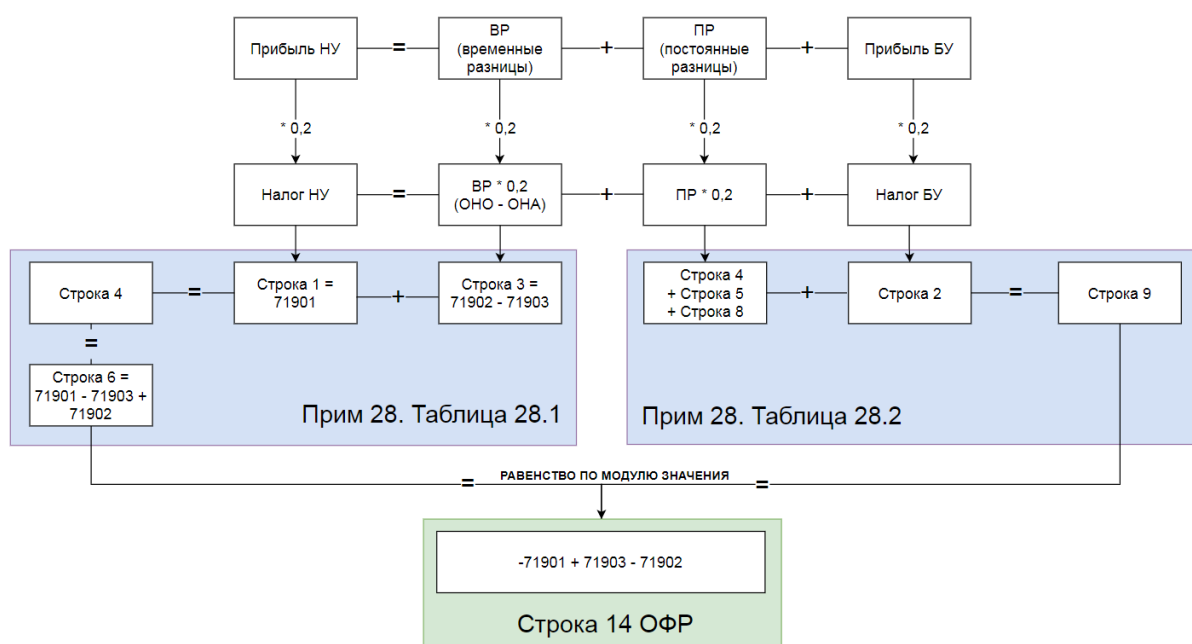 Прибыль НУ
=
ВР
(временные
разницы)
+
ПР
(постоянные
разницы)
+
Прибыль БУ
* 0,2
* 0,2
* 0,2
* 0,2
Налог НУ
=
ВР * 0,2
(ОНО - ОНА)
+
ПР * 0,2
+
Налог БУ
Строка 4
=
Строка 1 =
71901
+
Строка 3 =
71902 - 71903
Строка 4
+ Строка 5
+ Строка 8
+
Строка 2
=
Строка 9
=
Строка 6 =
71901 - 71903 +
71902
Прим 28. Таблица 28.1
Прим 28. Таблица 28.2
=
РАВЕНСТВО ПО МОДУЛЮ ЗНАЧЕНИЯ
=
-71901 + 71903 - 71902
Строка 14 ОФР